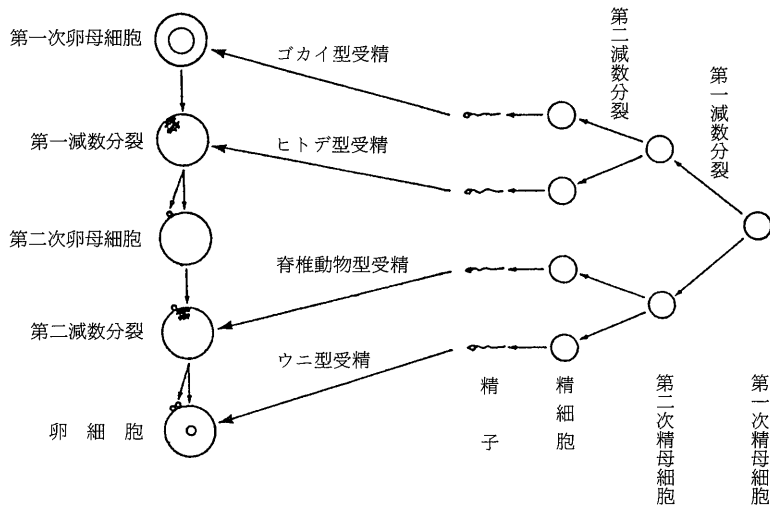 第一次卵母細胞
第一減数分裂
第二次卵母細胞
第二減数分裂
卵細胞
ゴカイ型受精
ヒトデ型受精
脊椎動物型受精
ウニ型受精
第二減数分裂
第一減数分裂
精子
精細胞
第二次精母細胞
第一次精母細胞